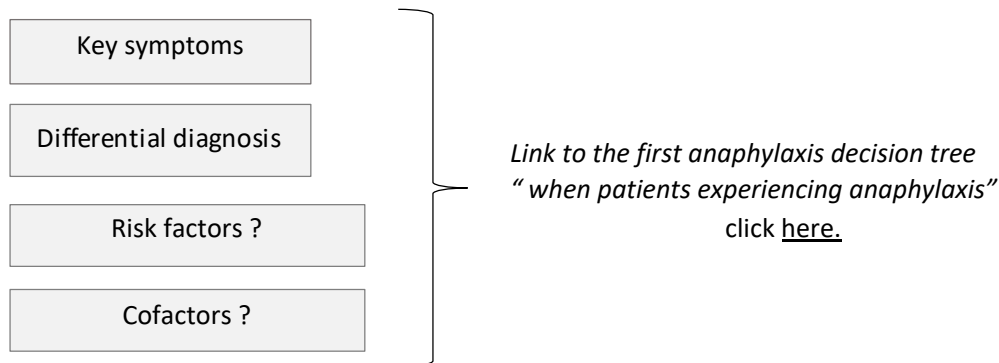 Key symptoms
Differential diagnosis
Risk factors ?
Cofactors ?
Link to the first anaphylaxis decision tree
“ when patients experiencing anaphylaxis”
click here.